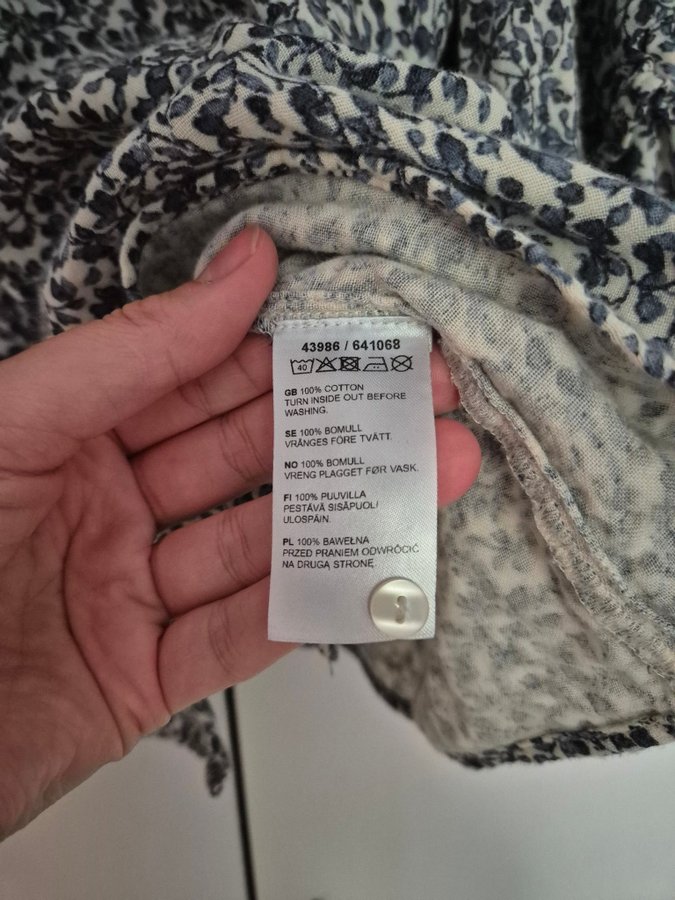 43986 / 641068
40
GB 100% COTTON
TURN INSIDE OUT BEFORE
WASHING.
SE 100% BOMULL
VRÄNGES FÖRE TVÄTT.
NO 100% BOMULL
VRENG PLAGGET FØR VASK.
FI 100% PUUVILLA
PESTÄVÄ SISÄPUOLI
ULOSPÄIN.
PL 100% BAWEŁNA
PRZED PRANIEM ODWRÓCIĆ
NA DRUGĄ STRONĘ.